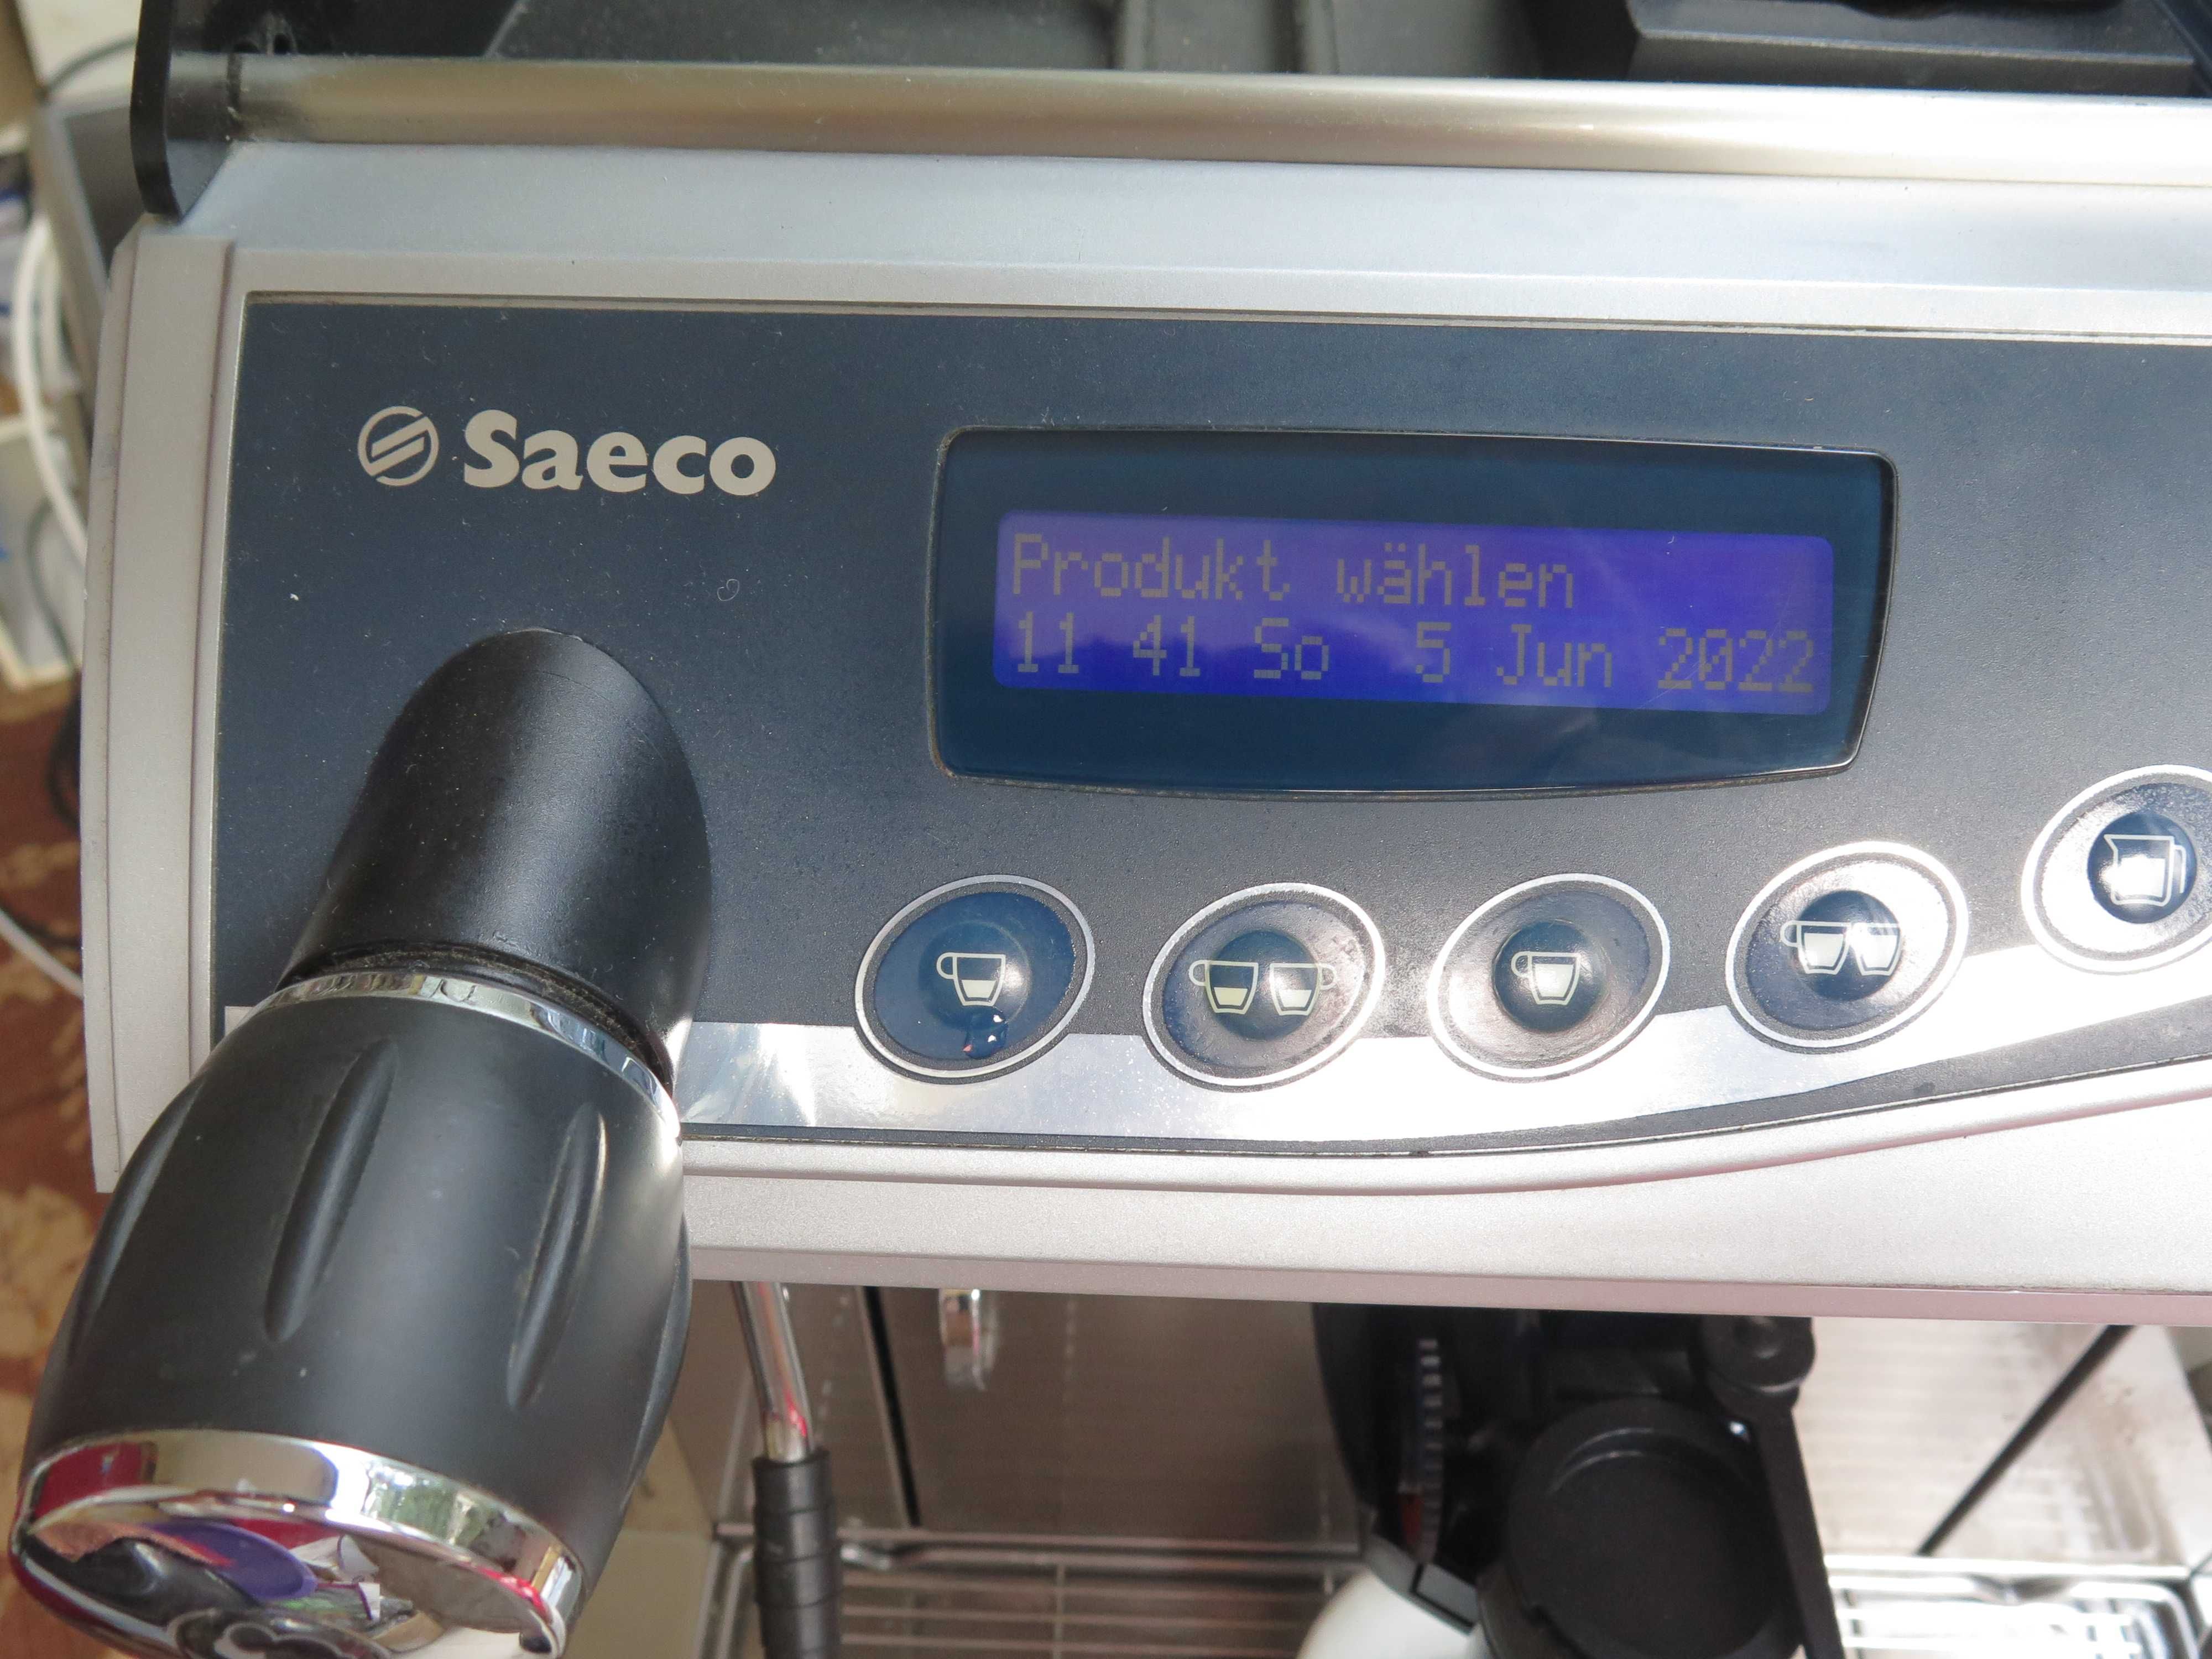 Saeco
Produkt wählen
11 41 So 5 Jun 2022